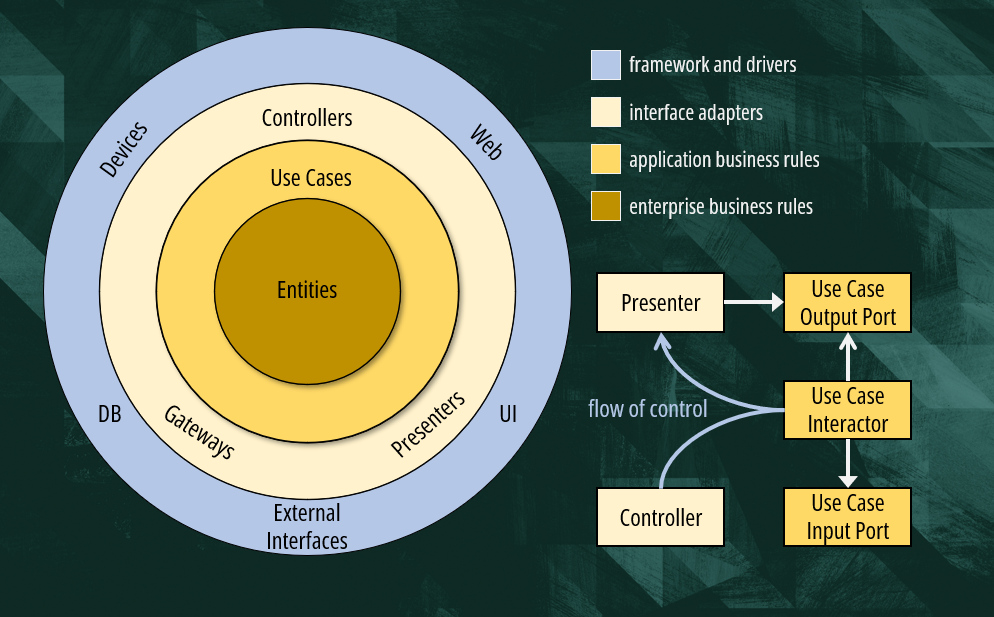 Devices
Controllers
Web
Use Cases
Entities
DB
Gateways
Presenters
UI
External
Interfaces
framework and drivers
interface adapters
application business rules
enterprise business rules
Presenter
Use Case
Output Port
flow of control
Use Case
Interactor
Controller
Use Case
Input Port